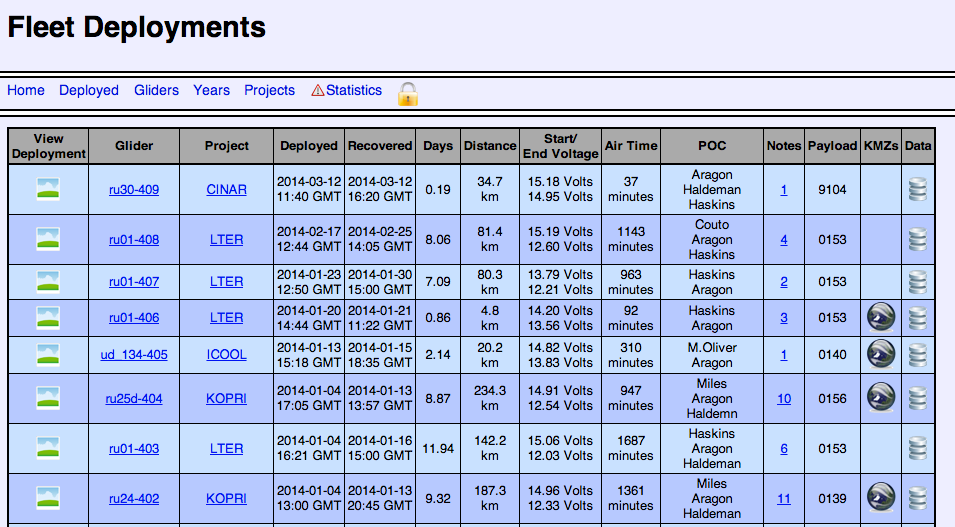 Fleet Deployments
Home Deployed Gliders Years Projects Statistics
View Deployment Glider Project Deployed Recovered Days Distance Start/ End Voltage Air Time POC Notes Payload KMZs Data
ru30-409 CINAR 2014-03-12 11:40 GMT 2014-03-12 16:20 GMT 0.19 34.7 km 15.18 Volts 14.95 Volts 37 minutes Aragon Haldeman Haskins 1 9104
ru01-408 LTER 2014-02-17 12:44 GMT 2014-02-25 14:05 GMT 8.06 81.4 km 15.19 Volts 12.60 Volts 1143 minutes Couto Aragon Haskins 4 0153
ru01-407 LTER 2014-01-23 12:50 GMT 2014-01-30 15:00 GMT 7.09 80.3 km 13.79 Volts 12.21 Volts 963 minutes Haskins Aragon 2 0153
ru01-406 LTER 2014-01-20 14:44 GMT 2014-01-21 11:22 GMT 0.86 4.8 km 14.20 Volts 13.56 Volts 92 minutes Haskins Aragon 3 0153
ud_134-405 ICOOL 2014-01-13 15:18 GMT 2014-01-15 18:35 GMT 2.14 20.2 km 14.82 Volts 13.83 Volts 310 minutes M.Oliver Aragon 1 0140
ru25d-404 KOPRI 2014-01-04 17:05 GMT 2014-01-13 13:57 GMT 8.87 234.3 km 14.91 Volts 12.54 Volts 947 minutes Miles Aragon Haldemn 10 0156
ru01-403 LTER 2014-01-04 16:21 GMT 2014-01-16 15:00 GMT 11.94 142.2 km 15.06 Volts 12.03 Volts 1687 minutes Haskins Aragon Haldeman 6 0153
ru24-402 KOPRI 2014-01-04 13:00 GMT 2014-01-13 20:45 GMT 9.32 187.3 km 14.96 Volts 12.33 Volts 1361 minutes Miles Aragon Haldeman 11 0139